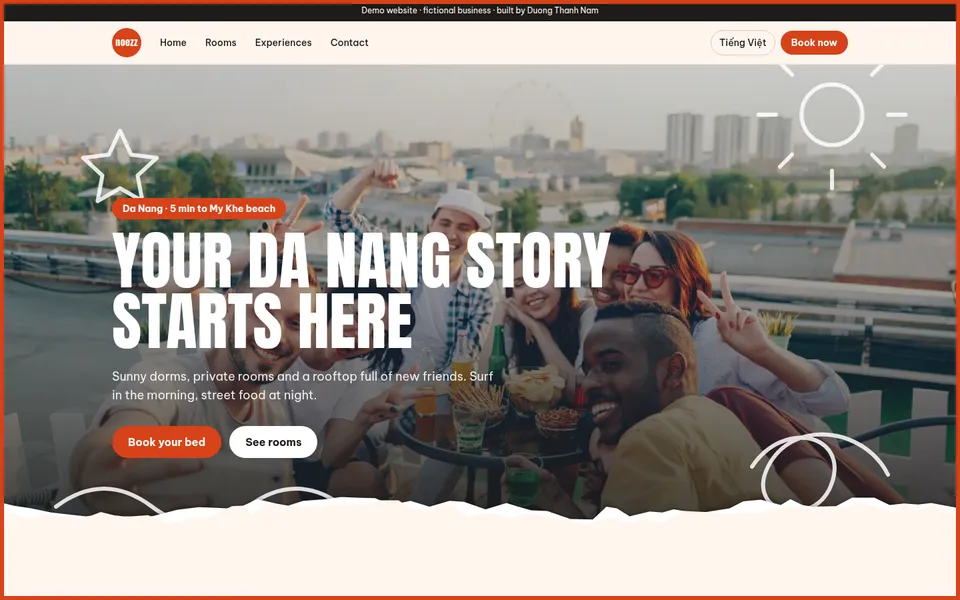 Demo website · fictional business · built by Duong Thanh Nam
noezz
Home
Rooms
Experiences
Contact
Tiếng Việt
Book now
Da Nang · 5 min to My Khe beach
YOUR DA NANG STORY
STARTS HERE
Sunny dorms, private rooms and a rooftop full of new friends. Surf
in the morning, street food at night.
Book your bed
See rooms